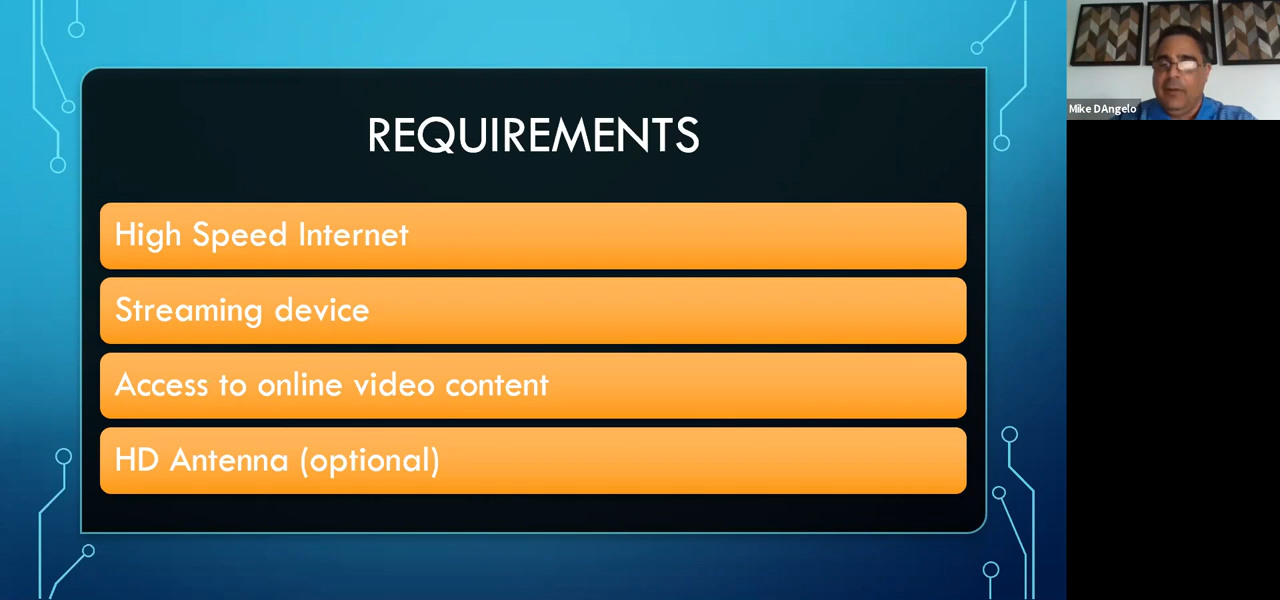 REQUIREMENTS
High Speed Internet
Streaming device
Access to online video content
HD Antenna (optional)
Mike DAngelo